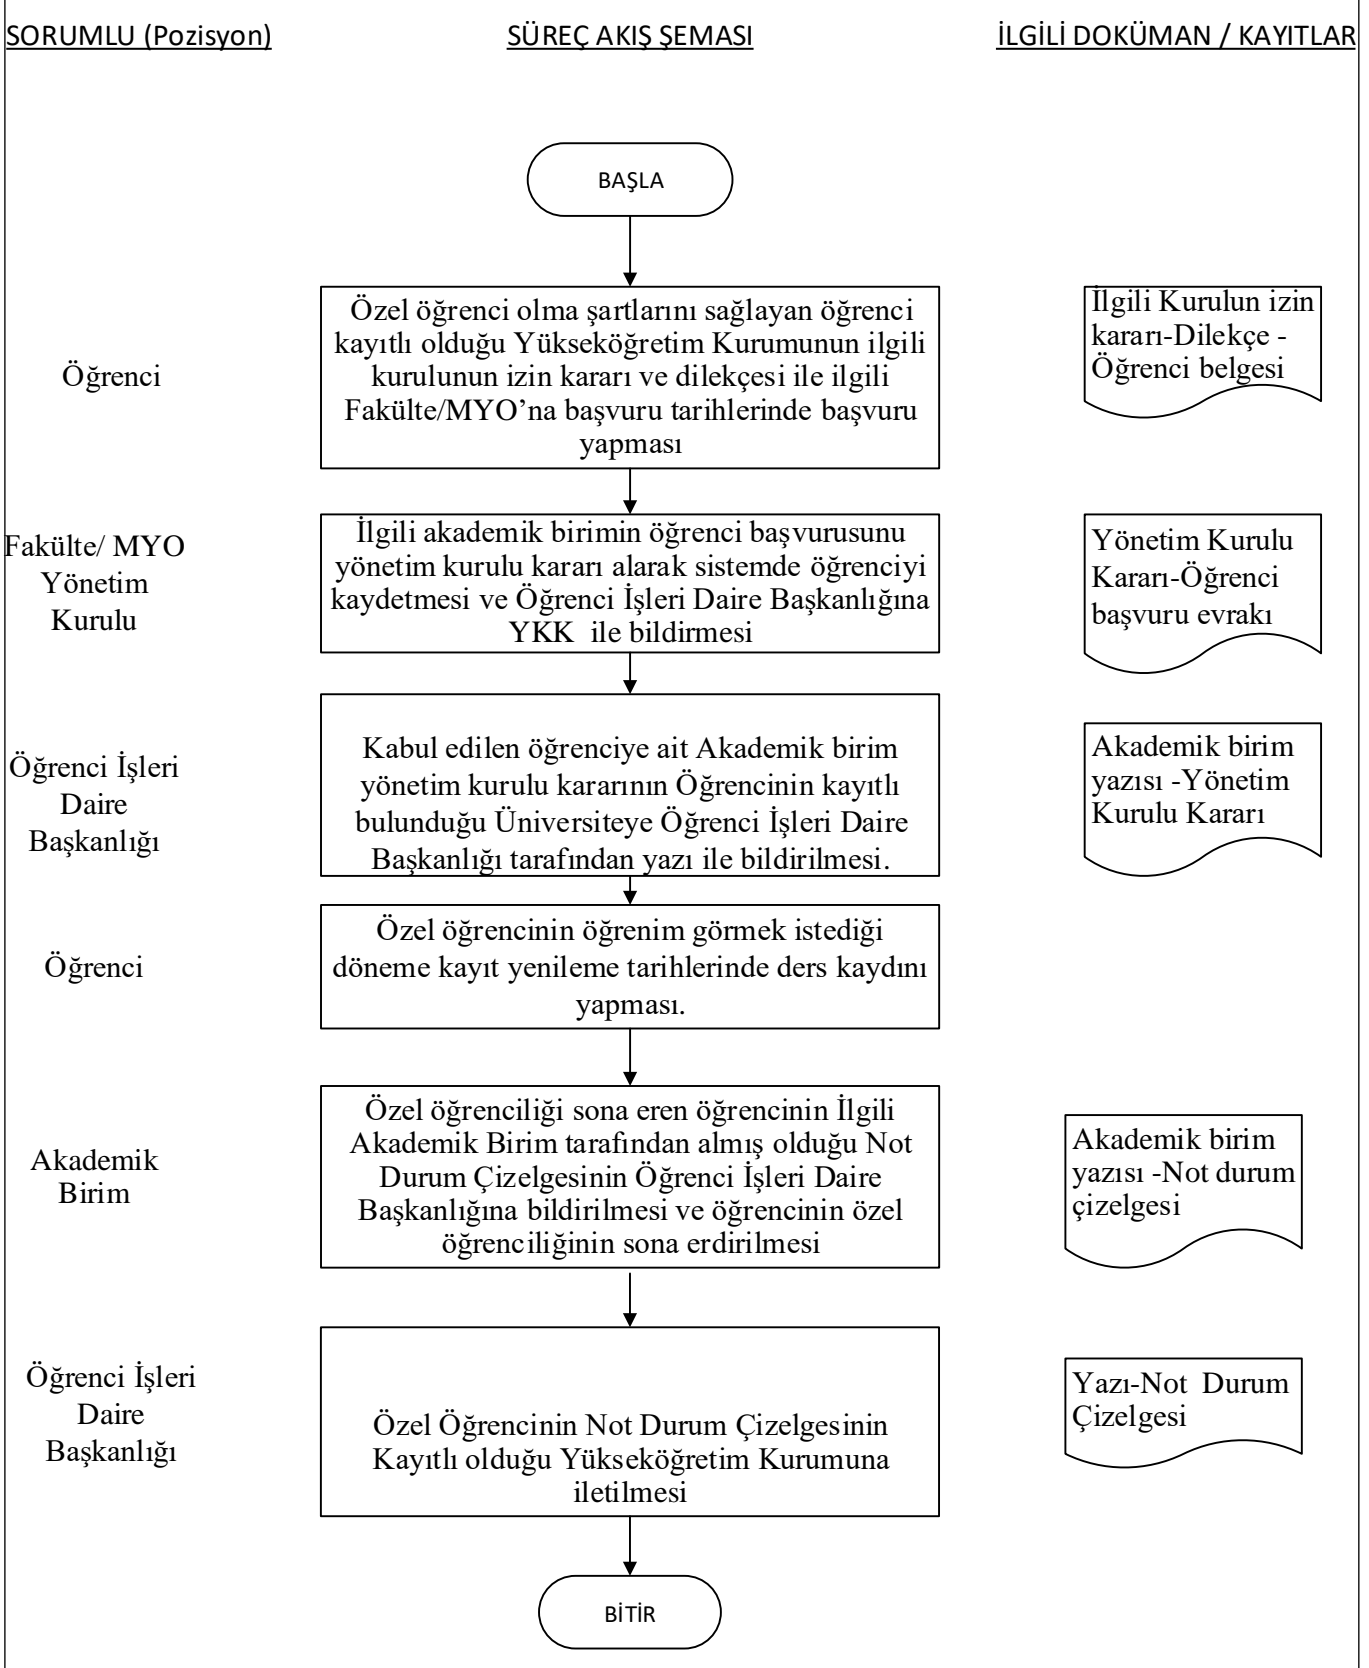 SORUMLU (Pozisyon)
SÜREÇ AKIŞ ŞEMASI
İLGİLİ DOKÜMAN / KAYITLAR
BAŞLA
Öğrenci
Özel öğrenci olma şartlarını sağlayan öğrenci
kayıtlı olduğu Yükseköğretim Kurumunun ilgili
kurulunun izin kararı ve dilekçesi ile ilgili
Fakülte/MYO’na başvuru tarihlerinde başvuru
yapması
İlgili Kurulun izin
kararı-Dilekçe -
Öğrenci belgesi
Fakülte/ MYO
Yönetim
Kurulu
İlgili akademik birimin öğrenci başvurusunu
yönetim kurulu kararı alarak sistemde öğrenciyi
kaydetmesi ve Öğrenci İşleri Daire Başkanlığına
YKK ile bildirmesi
Yönetim Kurulu
Kararı-Öğrenci
başvuru evrakı
Öğrenci İşleri
Daire
Başkanlığı
Kabul edilen öğrenciye ait Akademik birim
yönetim kurulu kararının Öğrencinin kayıtlı
bulunduğu Üniversiteye Öğrenci İşleri Daire
Başkanlığı tarafından yazı ile bildirilmesi.
Akademik birim
yazısı -Yönetim
Kurulu Kararı
Öğrenci
Özel öğrencinin öğrenim görmek istediği
döneme kayıt yenileme tarihlerinde ders kaydını
yapması.
Akademik
Birim
Özel öğrenciliği sona eren öğrencinin İlgili
Akademik Birim tarafından almış olduğu Not
Durum Çizelgesinin Öğrenci İşleri Daire
Başkanlığına bildirilmesi ve öğrencinin özel
öğrenciliğinin sona erdirilmesi
Akademik birim
yazısı -Not durum
çizelgesi
Öğrenci İşleri
Daire
Başkanlığı
Özel Öğrencinin Not Durum Çizelgesinin
Kayıtlı olduğu Yükseköğretim Kurumuna
iletilmesi
Yazı-Not Durum
Çizelgesi
BİTİR